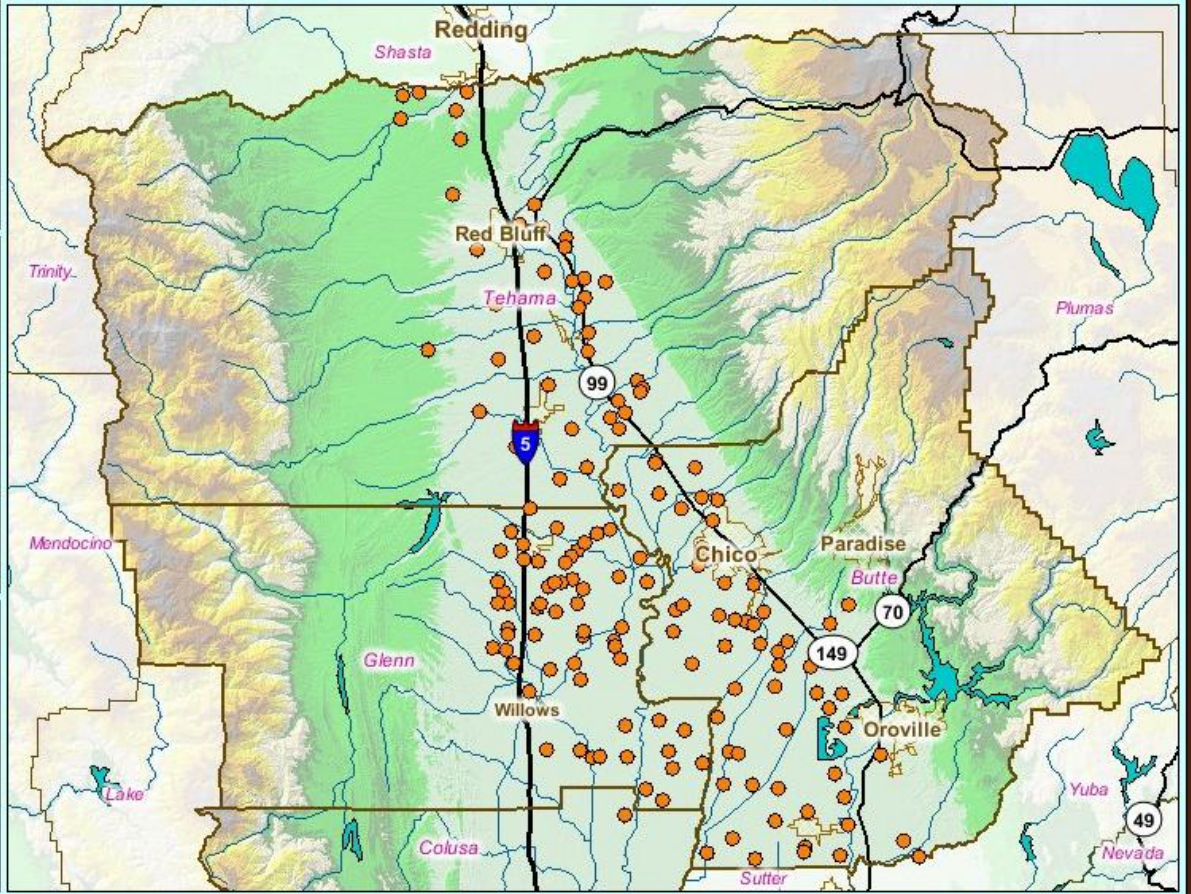 Redding
Shasta
Red Bluff
Trinity
Tehama
Plumas
99
5
Mendocino
Chico
Paradise
Butte
70
149
Glenn
Willows
Oroville
Lake
Yuba
49
Colusa
Nevada
Sutter